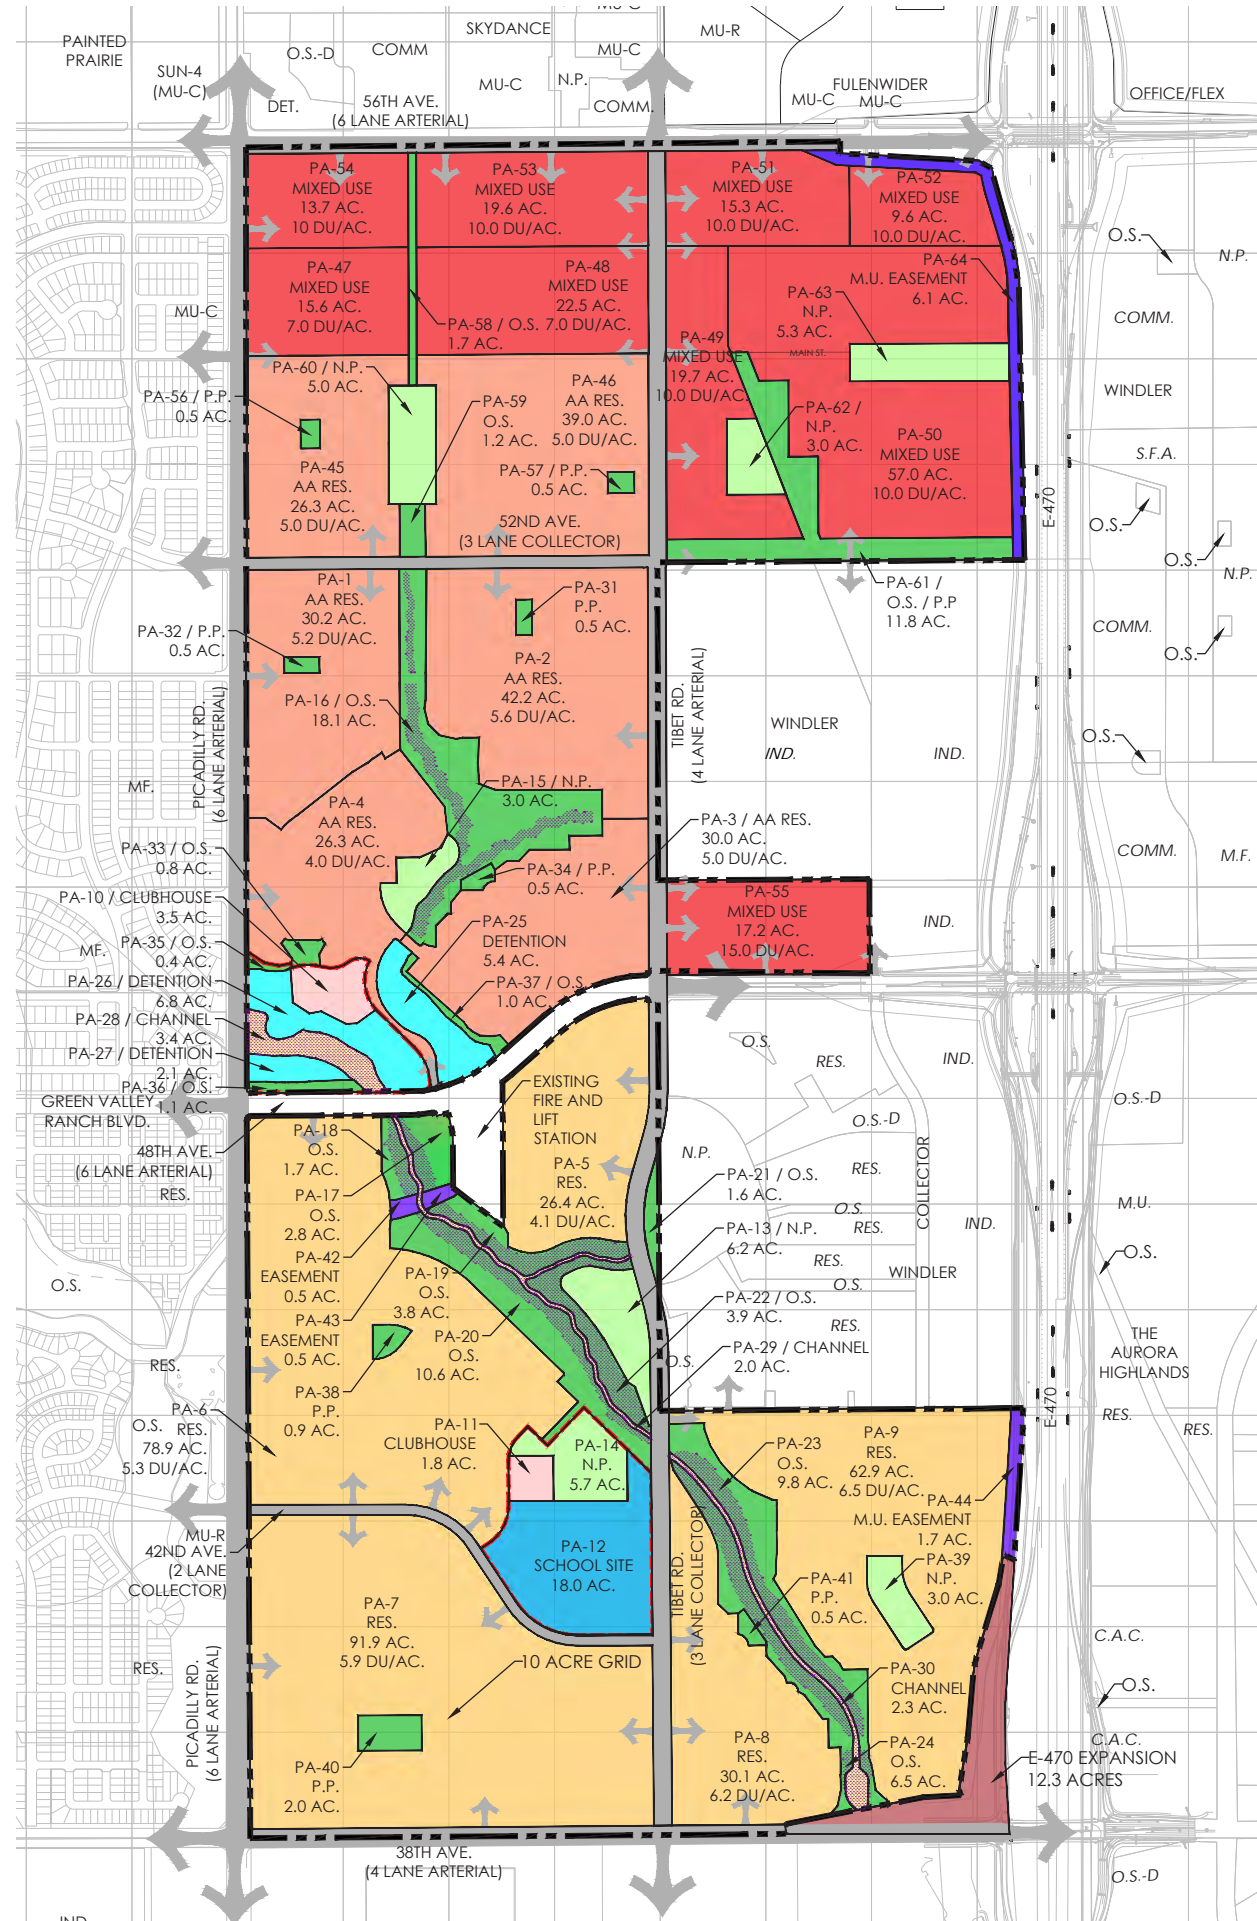 MU-C
SKYDANCE
MU-R
PAINTED
PRAIRIE
O.S.-D
COMM
MU-C
SUN-4
(MU-C)
MU-C
N.P.
FULENWIDER
MU-C
MU-C
OFFICE/FLEX
DET.
56TH AVE.
(6 LANE ARTERIAL)
COMM.
PA-54
MIXED USE
13.7 AC.
10 DU/AC.
PA-53
MIXED USE
19.6 AC.
10.0 DU/AC.
PA-51
MIXED USE
15.3 AC.
10.0 DU/AC.
PA-52
MIXED USE
9.6 AC.
10.0 DU/AC.
O.S.
N.P.
PA-47
MIXED USE
15.6 AC.
7.0 DU/AC.
PA-48
MIXED USE
22.5 AC.
7.0 DU/AC.
PA-64
M.U. EASEMENT
6.1 AC.
PA-63
N.P.
5.3 AC.
MU-C
PA-58 / O.S.
1.7 AC.
COMM.
PA-49
MIXED USE
19.7 AC.
10.0 DU/AC.
MAIN ST.
PA-60 / N.P.
5.0 AC.
PA-56 / P.P.
0.5 AC.
PA-59
O.S.
1.2 AC.
PA-46
AA RES.
39.0 AC.
5.0 DU/AC.
WINDLER
PA-62 /
N.P.
3.0 AC.
PA-50
MIXED USE
57.0 AC.
10.0 DU/AC.
S.F.A.
PA-45
AA RES.
26.3 AC.
5.0 DU/AC.
PA-57 / P.P.
0.5 AC.
E-470
O.S.
52ND AVE.
(3 LANE COLLECTOR)
O.S.
N.P.
PA-1
AA RES.
30.2 AC.
5.2 DU/AC.
PA-31
P.P.
0.5 AC.
PA-61 /
O.S. / P.P
11.8 AC.
PA-32 / P.P.
0.5 AC.
COMM.
O.S.
PA-2
AA RES.
42.2 AC.
5.6 DU/AC.
PA-16 / O.S.
18.1 AC.
PICADILLY RD.
(6 LANE ARTERIAL)
TIBET RD.
(4 LANE ARTERIAL)
WINDLER
IND.
IND.
O.S.
MF.
PA-15 / N.P.
3.0 AC.
PA-4
AA RES.
26.3 AC.
4.0 DU/AC.
PA-3 / AA RES.
30.0 AC.
5.0 DU/AC.
COMM.
M.F.
PA-33 / O.S.
0.8 AC.
PA-34 / P.P.
0.5 AC.
PA-10 / CLUBHOUSE
3.5 AC.
PA-55
MIXED USE
17.2 AC.
15.0 DU/AC.
IND.
PA-25
DETENTION
5.4 AC.
MF.
PA-35 / O.S.
0.4 AC.
PA-26 / DETENTION
6.8 AC.
PA-37 / O.S.
1.0 AC.
PA-28 / CHANNEL
3.4 AC.
PA-27 / DETENTION
2.1 AC.
PA-36 / O.S.
1.1 AC.
O.S.
RES.
IND.
GREEN VALLEY
RANCH BLVD.
EXISTING
FIRE AND
LIFT
STATION
O.S.-D
48TH AVE.
(6 LANE ARTERIAL)
PA-18
O.S.
1.7 AC.
O.S.-D
N.P.
RES.
COLLECTOR
PA-5
RES.
26.4 AC.
4.1 DU/AC.
PA-21 / O.S.
1.6 AC.
RES.
PA-17
O.S.
2.8 AC.
O.S.
RES.
IND.
M.U.
PA-13 / N.P.
6.2 AC.
PA-42
EASEMENT
0.5 AC.
PA-19
O.S.
3.8 AC.
RES.
WINDLER
O.S.
O.S.
O.S.
PA-22 / O.S.
3.9 AC.
PA-43
EASEMENT
0.5 AC.
PA-20
O.S.
10.6 AC.
RES.
THE
AURORA
HIGHLANDS
PA-29 / CHANNEL
2.0 AC.
O.S.
RES.
PA-38
P.P.
0.9 AC.
E-470
RES.
RES.
PA-6
RES.
78.9 AC.
5.3 DU/AC.
O.S.
PA-11
CLUBHOUSE
1.8 AC.
PA-14
N.P.
5.7 AC.
PA-23
O.S.
9.8 AC.
PA-9
RES.
62.9 AC.
6.5 DU/AC.
PA-44
M.U. EASEMENT
1.7 AC.
MU-R
42ND AVE.
(2 LANE
COLLECTOR)
PA-12
SCHOOL SITE
18.0 AC.
TIBET RD.
(3 LANE COLLECTOR)
PA-39
N.P.
3.0 AC.
PA-41
P.P.
0.5 AC.
PA-7
RES.
91.9 AC.
5.9 DU/AC.
C.A.C.
RES.
PICADILLY RD.
(6 LANE ARTERIAL)
10 ACRE GRID
PA-30
CHANNEL
2.3 AC.
O.S.
PA-8
RES.
30.1 AC.
6.2 DU/AC.
PA-24
O.S.
6.5 AC.
C.A.C.
E-470 EXPANSION
12.3 ACRES
PA-40
P.P.
2.0 AC.
38TH AVE.
(4 LANE ARTERIAL)
O.S.-D
IND